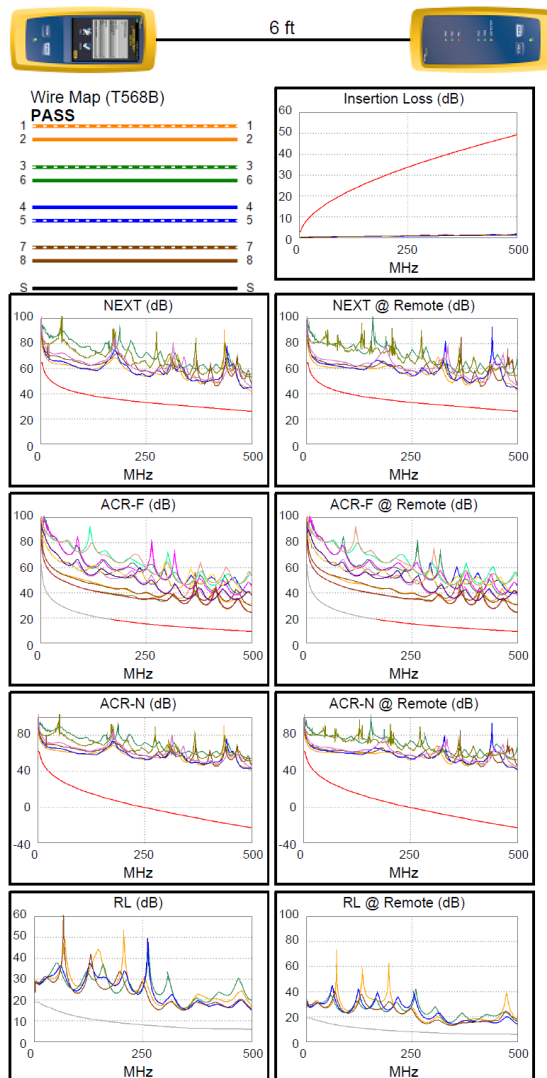 6 ft
Wire Map (T568B)
PASS
1 1
2 2
3 3
6 6
4 4
5 5
7 7
8 8
S S
Insertion Loss (dB)
60
50
40
30
20
10
0
0 250 500
MHz
NEXT (dB)
100
80
60
40
20
0
0 250 500
MHz
NEXT @ Remote (dB)
100
80
60
40
20
0
0 250 500
MHz
ACR-F (dB)
100
80
60
40
20
0
0 250 500
MHz
ACR-F @ Remote (dB)
100
80
60
40
20
0
0 250 500
MHz
ACR-N (dB)
80
40
0
-40
0 250 500
MHz
ACR-N @ Remote (dB)
80
40
0
-40
0 250 500
MHz
RL (dB)
60
50
40
30
20
10
0
0 250 500
MHz
RL @ Remote (dB)
100
80
60
40
20
0
0 250 500
MHz